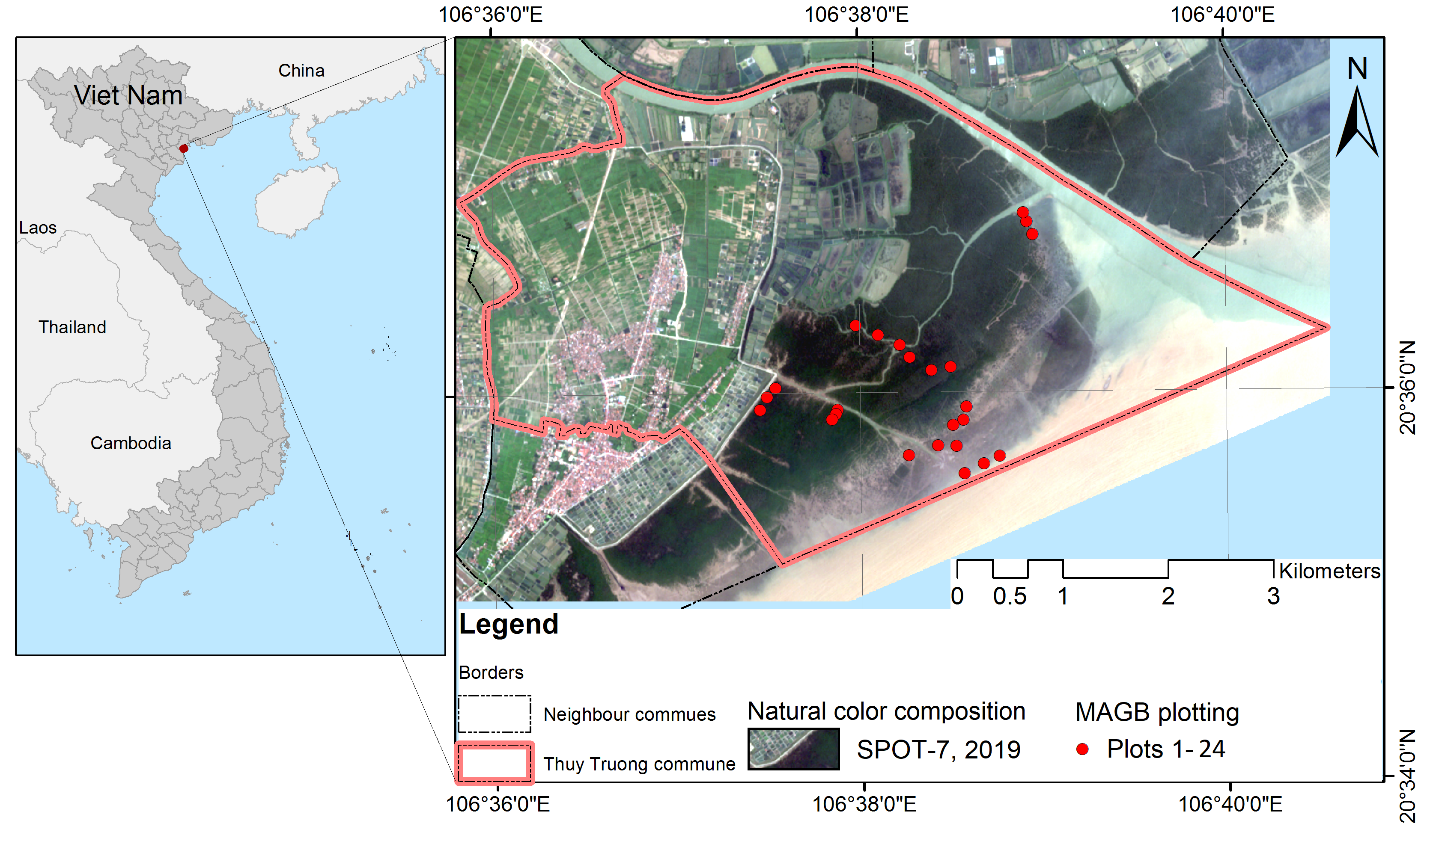 106°36'0"E 106°38'0"E 106°40'0"E
China
Viet Nam
Laos
Thailand
Cambodia
N
20°36'0"N
Kilometers
0 0.5 1 2 3
Legend
Borders
Neighbour commues
Thuy Truong commune
Natural color composition
SPOT-7, 2019
MAGB plotting
Plots 1- 24
20°34'0"N
106°36'0"E 106°38'0"E 106°40'0"E